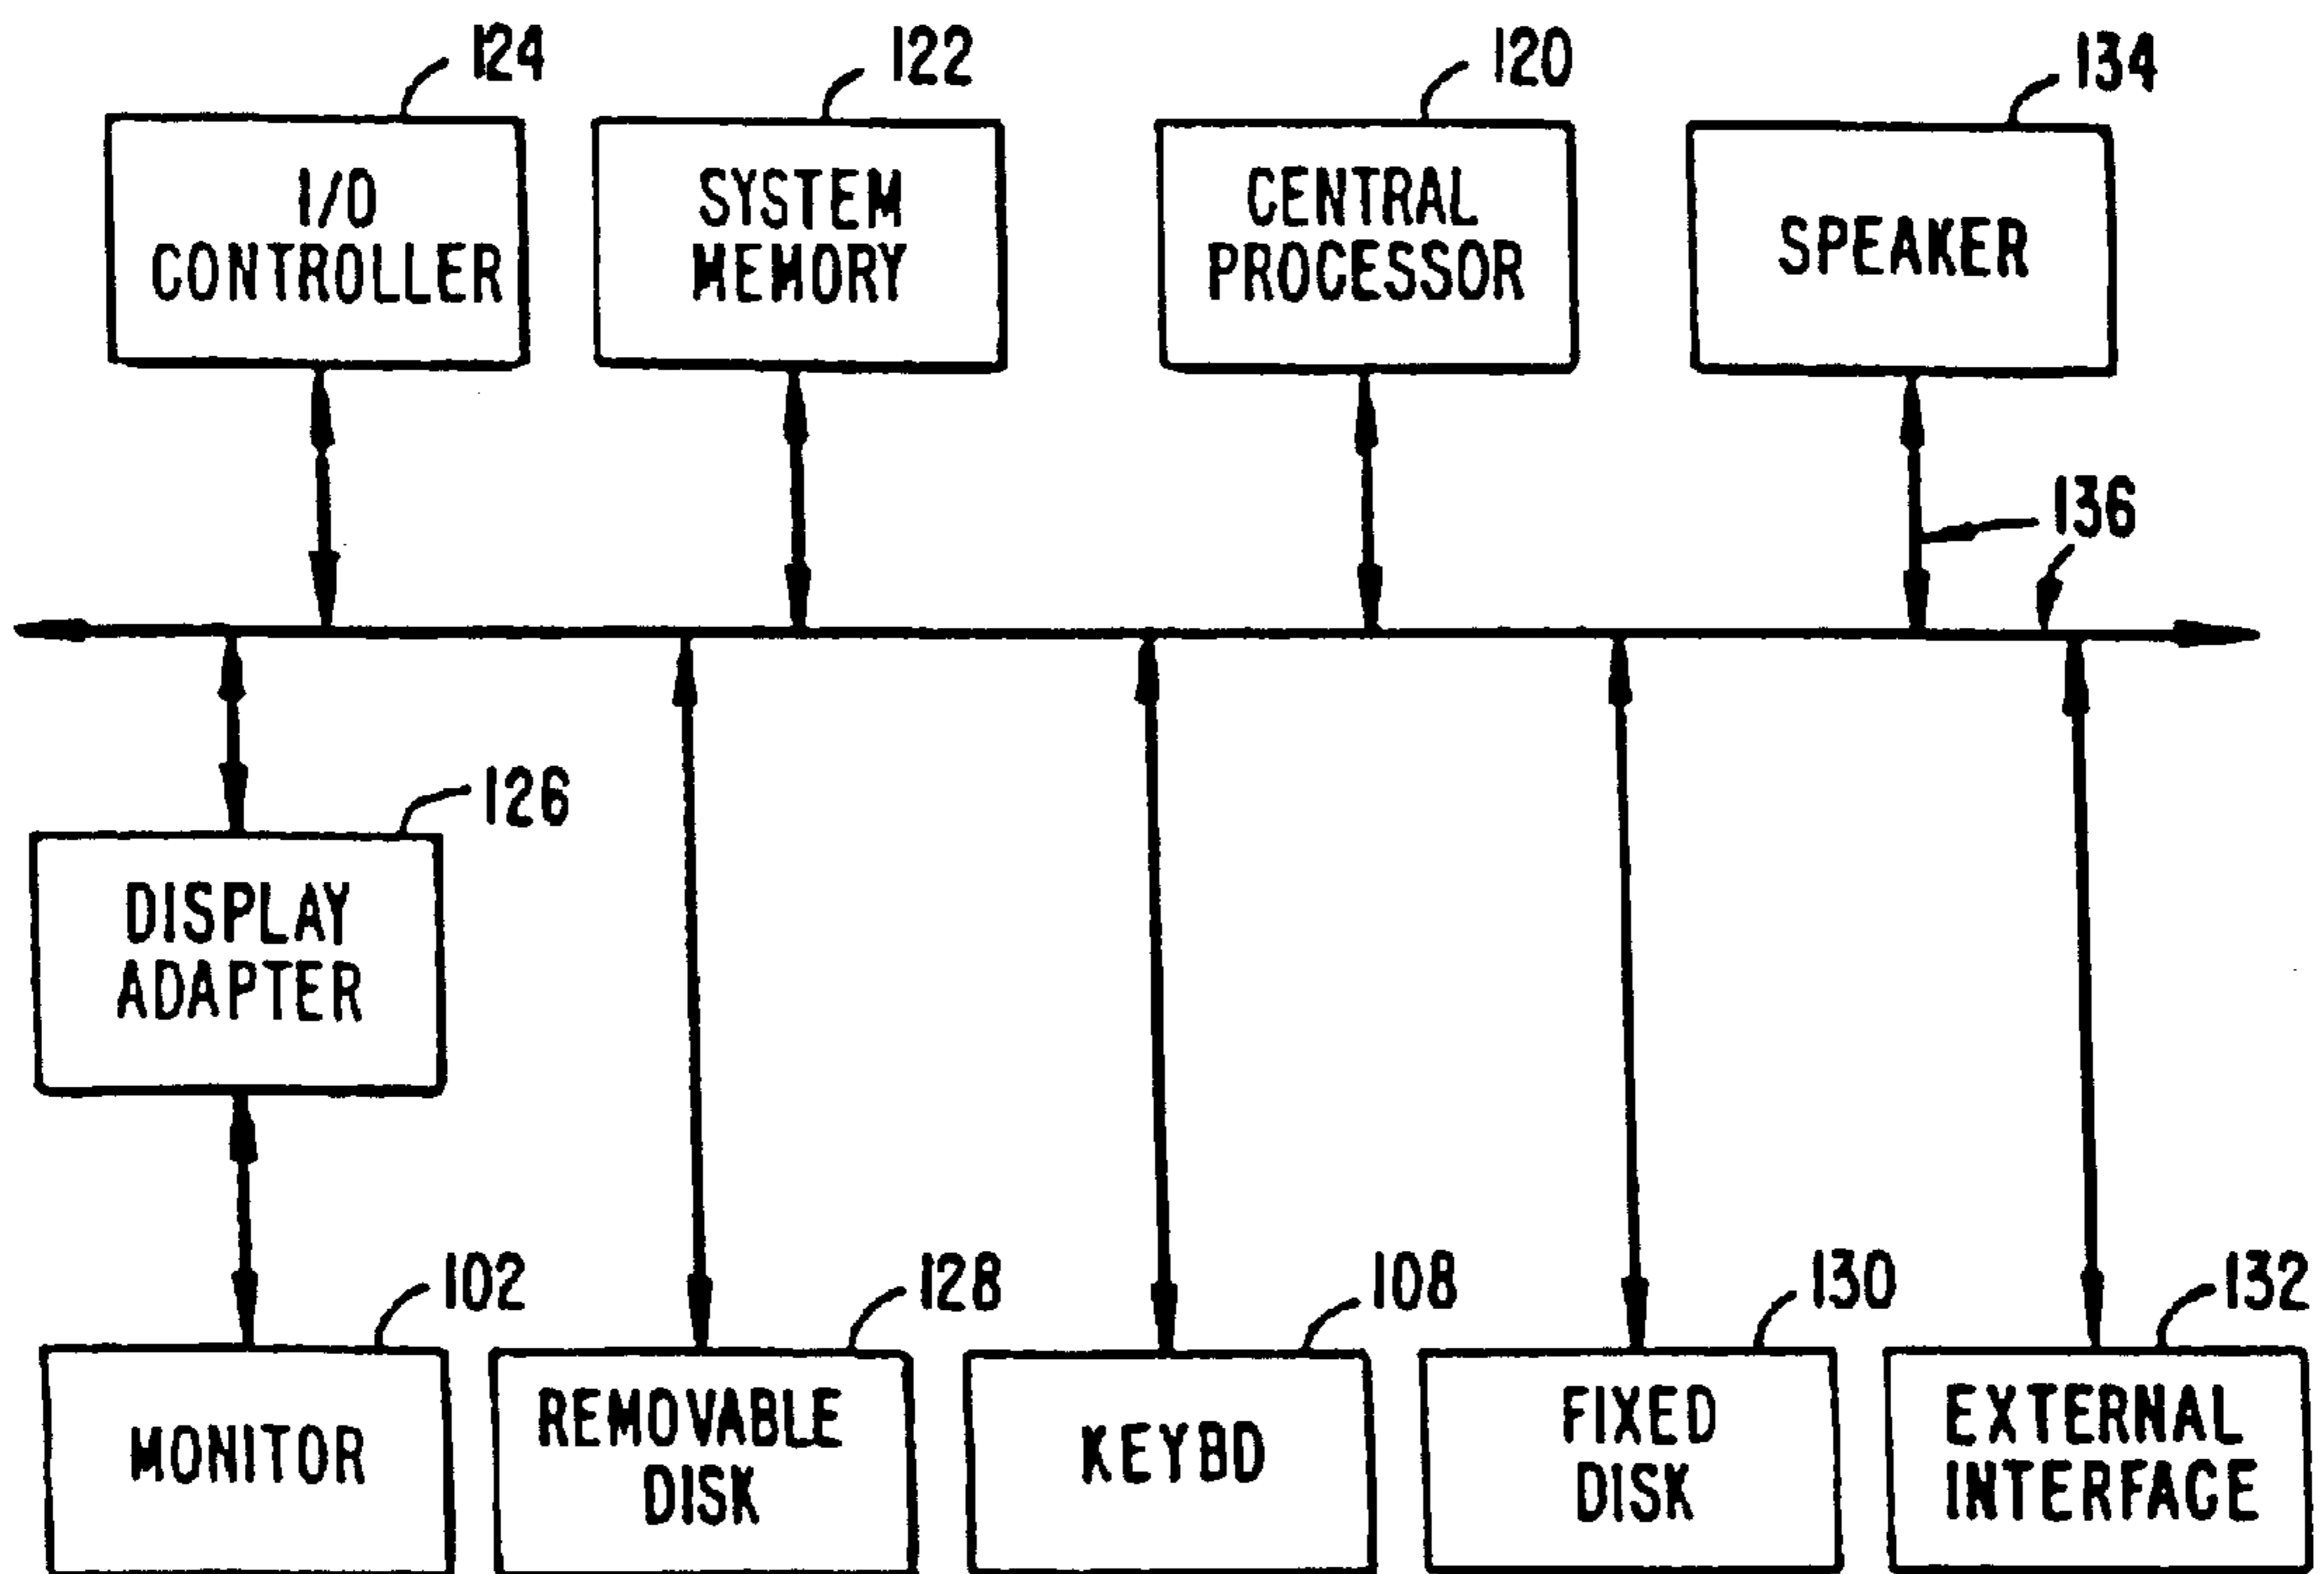 124
122
120
134
I/O
CONTROLLER
SYSTEM
MEMORY
CENTRAL
PROCESSOR
SPEAKER
136
126
DISPLAY
ADAPTER
102
128
108
130
132
MONITOR
REMOVABLE
DISK
KEYBD
FIXED
DISK
EXTERNAL
INTERFACE